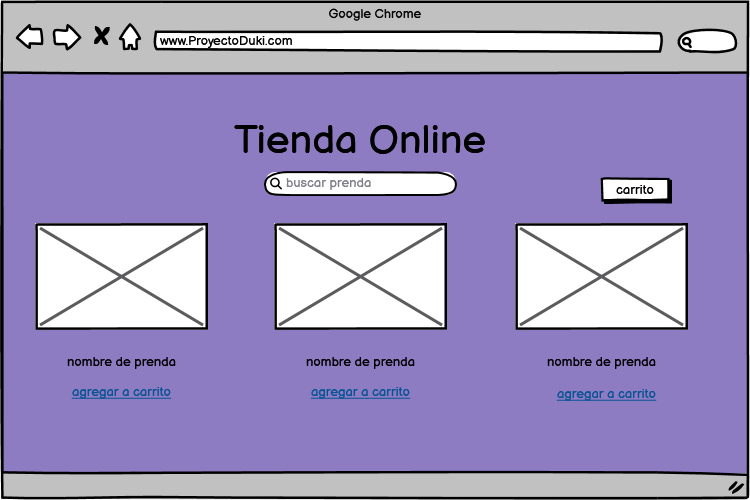 Google Chrome
www.ProyectoDuki.com
Tienda Online
buscar prenda
carrito
nombre de prenda nombre de prenda nombre de prenda
agregar a carrito agregar a carrito agregar a carrito